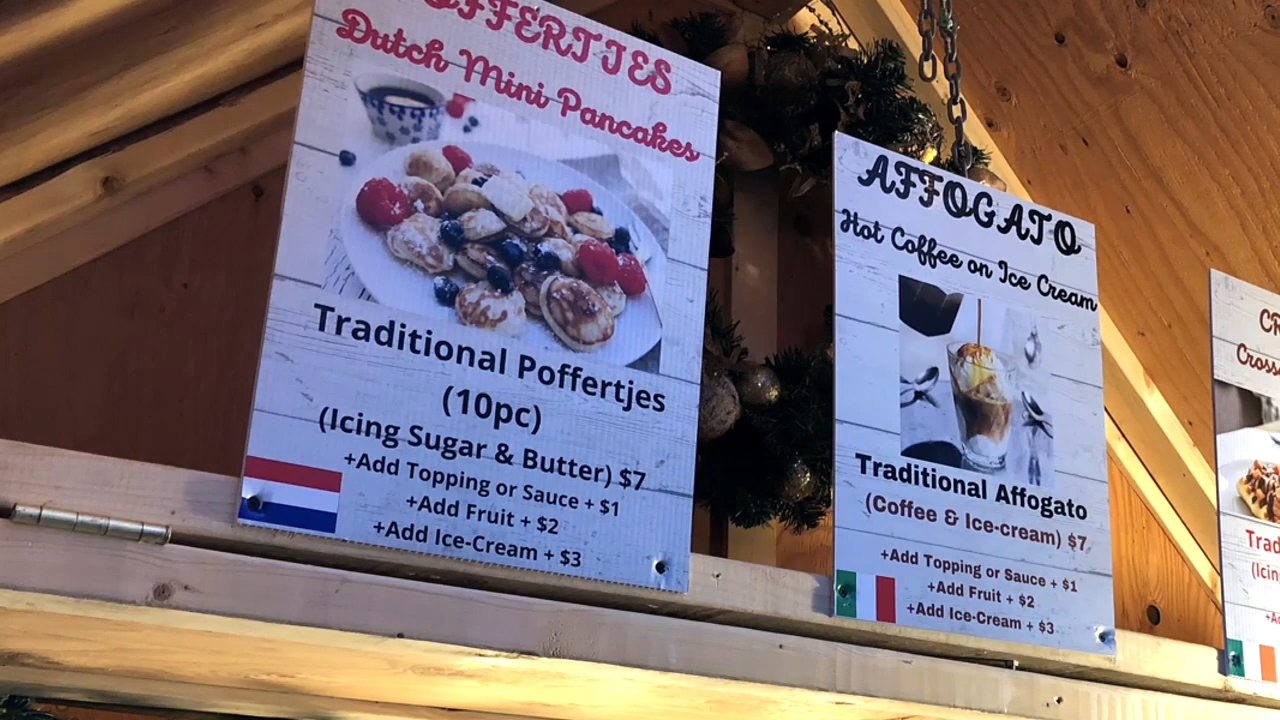 Dutch Mini Pancakes
Traditional Poffertjes
(10pc)
(Icing Sugar & Butter) $7
+Add Topping or Sauce + $1
+Add Fruit + $2
+Add Ice-Cream + $3
AFFOGATO
Hot Coffee on Ice Cream
Traditional Affogato
(Coffee & Ice-cream) $7
+Add Topping or Sauce + $1
+Add Fruit + $2
+Add Ice-Cream + $3